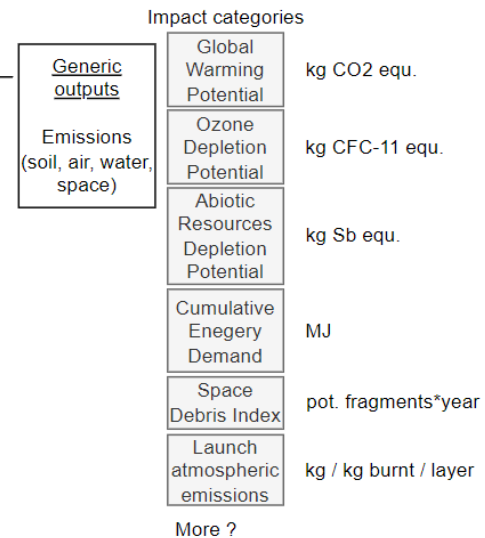 Impact categories
Generic
outputs
Emissions
(soil, air, water,
space)
Global
Warming
Potential
kg CO2 equ.
Ozone
Depletion
Potential
kg CFC-11 equ.
Abiotic
Resources
Depletion
Potential
kg Sb equ.
Cumulative
Enegery
Demand
MJ
Space
Debris Index
pot. fragments*year
Launch
atmospheric
emissions
kg / kg burnt / layer
More ?